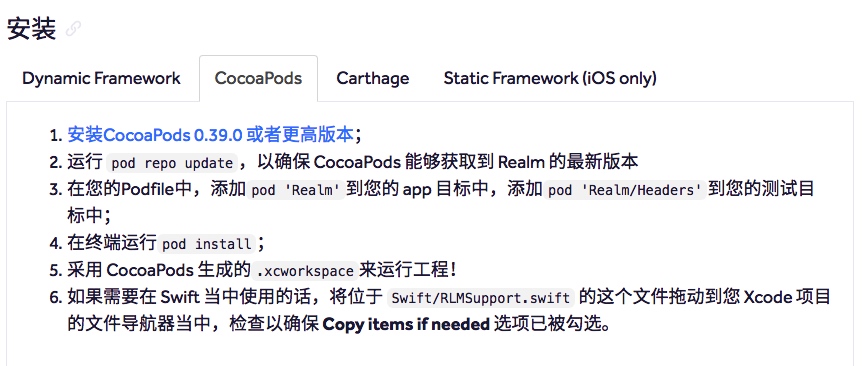 安装
Dynamic Framework CocoaPods Carthage Static Framework (iOS only)
1. 安装CocoaPods 0.39.0 或者更高版本；
2. 运行 pod repo update ，以确保 CocoaPods 能够获取到 Realm 的最新版本
3. 在您的Podfile中，添加 pod 'Realm' 到您的 app 目标中，添加 pod 'Realm/Headers' 到您的测试目
标中；
4. 在终端运行 pod install ；
5. 采用 CocoaPods 生成的 .xcworkspace 来运行工程！
6. 如果需要在 Swift 当中使用的话，将位于 Swift/RLMSupport.swift 的这个文件拖动到您 Xcode 项目
的文件导航器当中，检查以确保 Copy items if needed 选项已被勾选。